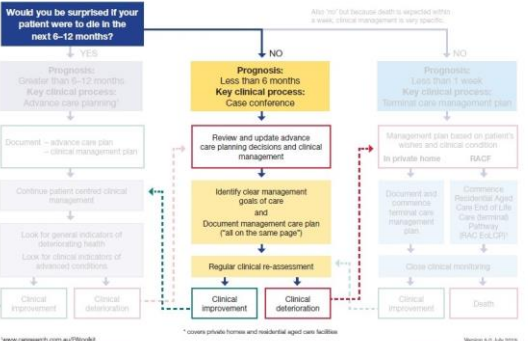 Would you be surprised if your
patient were to die in the
next 6–12 months?
Also "no" but because death is expected within
a week, clinical management is very specific.
YES
NO
NO
Prognosis:
Greater than 6–12 months
Key clinical process:
Advance care planning¹
Prognosis:
Less than 6 months
Key clinical process:
Case conference
Prognosis:
Less than 1 week
Key clinical process:
Terminal care management plan
Document – advance care plan
– clinical management plan
Review and update advance
care planning decisions and clinical
management
Management plan based on patient's
wishes and clinical condition
In private home
RACF
Continue patient centred clinical
management
Look for general indicators of
deteriorating health
Look for clinical indicators of
advanced conditions
Identify clear management
goals of care
and
Document management care plan
("all on the same page")
Document and
commence
terminal care
management
plan
Commence
Residential Aged
Care End of Life
Care (terminal)
Pathway
(RAC EoLCP)
Regular clinical re-assessment
Close clinical monitoring
Clinical
improvement
Clinical
deterioration
Clinical
improvement
Clinical
deterioration
Clinical
improvement
Death
* covers private homes and residential aged care facilities
Version 4.0 July 2019